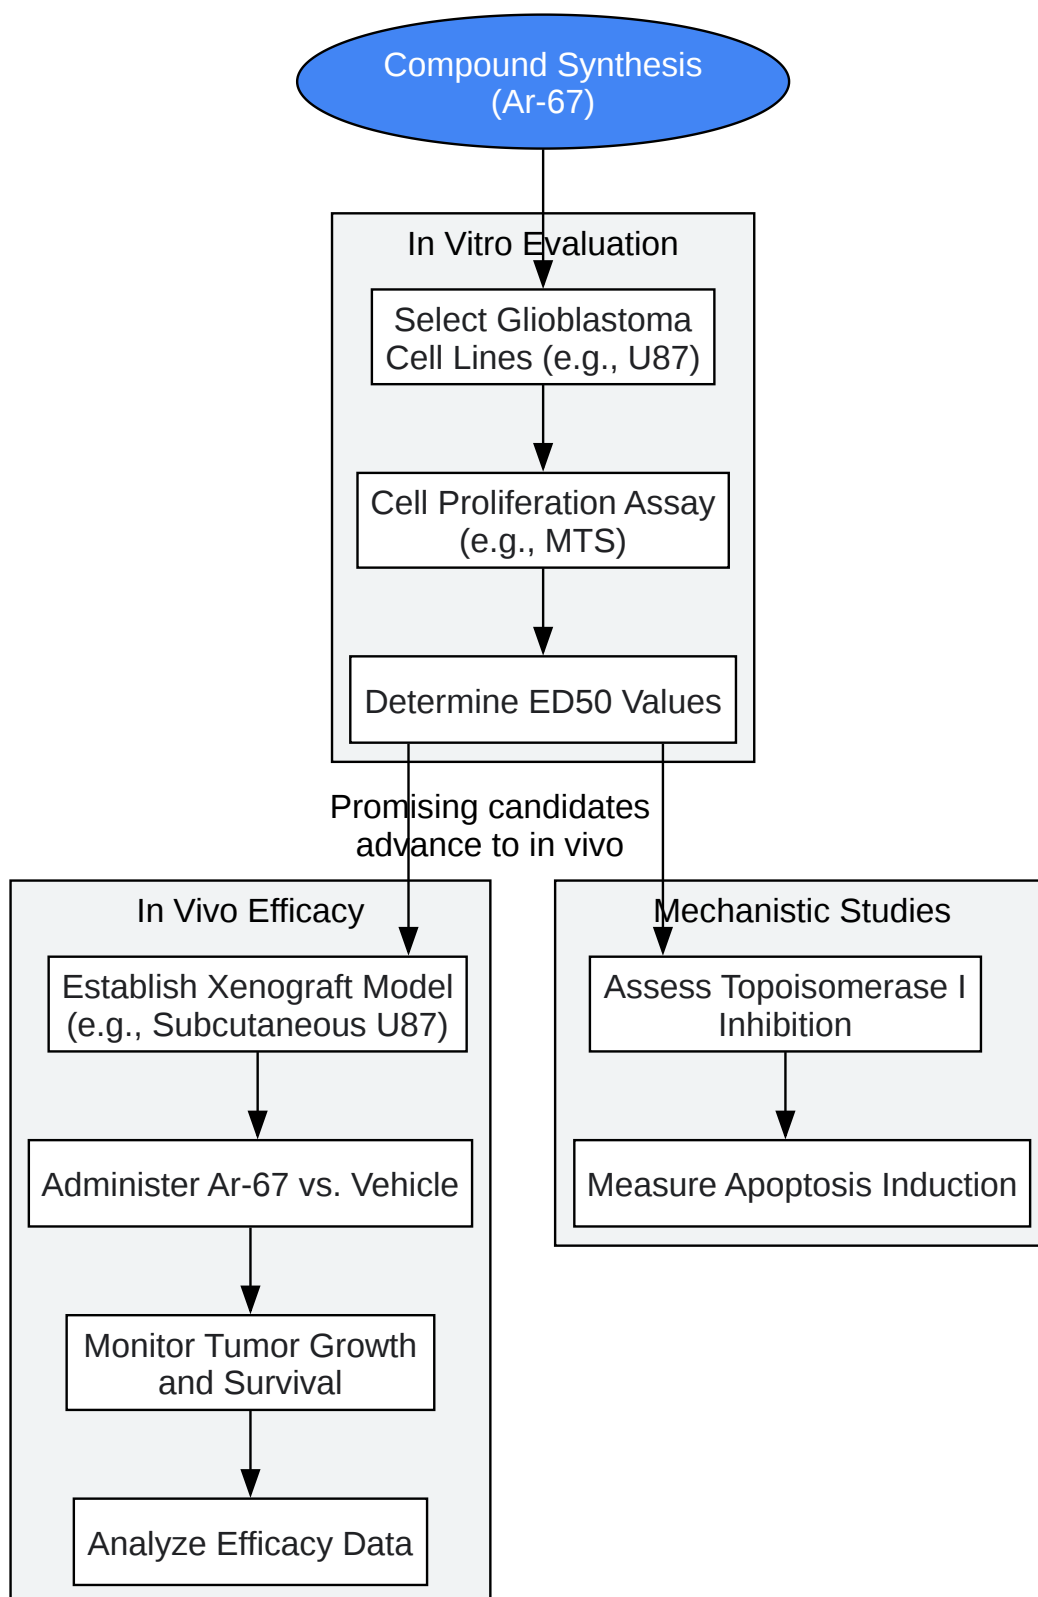 Compound Synthesis
(Ar-67)
In Vitro Evaluation
Select Glioblastoma
Cell Lines (e.g., U87)
Cell Proliferation Assay
(e.g., MTS)
Determine ED50 Values
Promising candidates
advance to in vivo
In Vivo Efficacy
Establish Xenograft Model
(e.g., Subcutaneous U87)
Administer Ar-67 vs. Vehicle
Monitor Tumor Growth
and Survival
Analyze Efficacy Data
Mechanistic Studies
Assess Topoisomerase I
Inhibition
Measure Apoptosis Induction